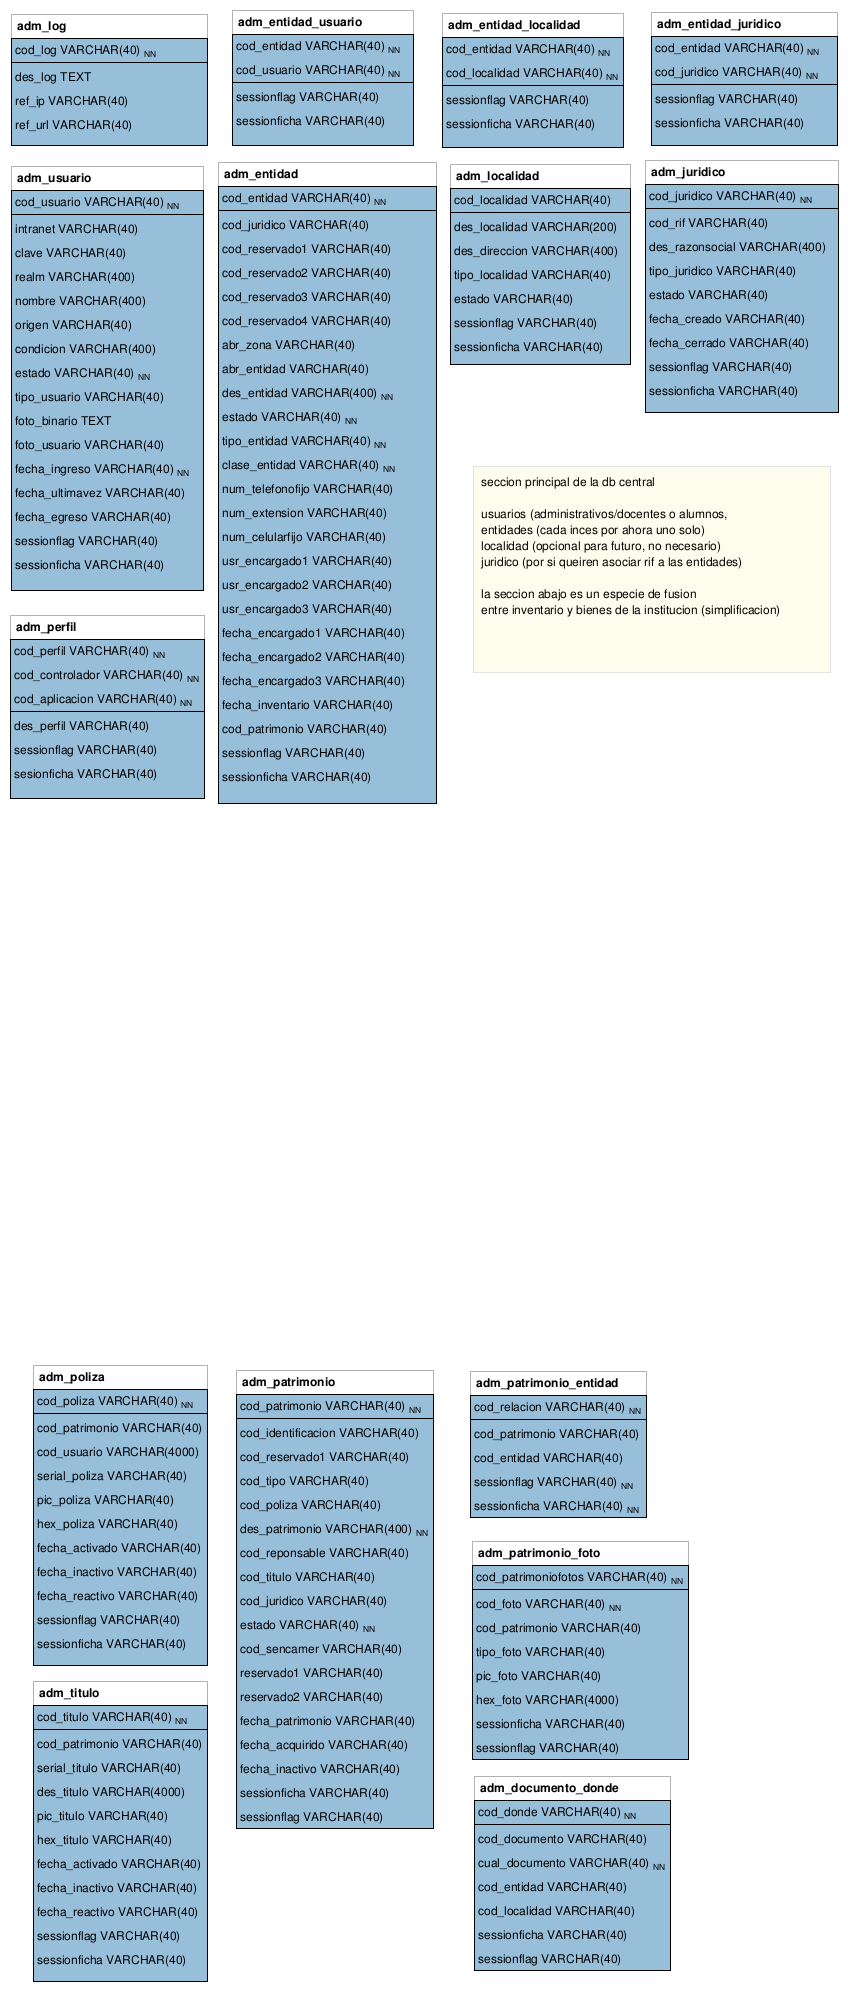 adm_log
cod_log VARCHAR(40) NN
des_log TEXT
ref_ip VARCHAR(40)
ref_url VARCHAR(40)
adm_entidad_usuario
cod_entidad VARCHAR(40) NN
cod_usuario VARCHAR(40) NN
sessionflag VARCHAR(40)
sessionficha VARCHAR(40)
adm_entidad_localidad
cod_entidad VARCHAR(40) NN
cod_localidad VARCHAR(40) NN
sessionflag VARCHAR(40)
sessionficha VARCHAR(40)
adm_entidad_juridico
cod_entidad VARCHAR(40) NN
cod_juridico VARCHAR(40) NN
sessionflag VARCHAR(40)
sessionficha VARCHAR(40)
adm_usuario
cod_usuario VARCHAR(40) NN
intranet VARCHAR(40)
clave VARCHAR(40)
realm VARCHAR(400)
nombre VARCHAR(400)
origen VARCHAR(40)
condicion VARCHAR(400)
estado VARCHAR(40) NN
tipo_usuario VARCHAR(40)
foto_binario TEXT
foto_usuario VARCHAR(40)
fecha_ingreso VARCHAR(40) NN
fecha_ultimavez VARCHAR(40)
fecha_egreso VARCHAR(40)
sessionflag VARCHAR(40)
sessionficha VARCHAR(40)
adm_entidad
cod_entidad VARCHAR(40) NN
cod_juridico VARCHAR(40)
cod_reservado1 VARCHAR(40)
cod_reservado2 VARCHAR(40)
cod_reservado3 VARCHAR(40)
cod_reservado4 VARCHAR(40)
abr_zona VARCHAR(40)
abr_entidad VARCHAR(40)
des_entidad VARCHAR(400) NN
estado VARCHAR(40) NN
tipo_entidad VARCHAR(40) NN
clase_entidad VARCHAR(40) NN
num_telefonofijo VARCHAR(40)
num_extension VARCHAR(40)
num_celularfijo VARCHAR(40)
usr_encargado1 VARCHAR(40)
usr_encargado2 VARCHAR(40)
usr_encargado3 VARCHAR(40)
fecha_encargado1 VARCHAR(40)
fecha_encargado2 VARCHAR(40)
fecha_encargado3 VARCHAR(40)
fecha_inventario VARCHAR(40)
cod_patrimonio VARCHAR(40)
sessionflag VARCHAR(40)
sessionficha VARCHAR(40)
adm_localidad
cod_localidad VARCHAR(40)
des_localidad VARCHAR(200)
des_direccion VARCHAR(400)
tipo_localidad VARCHAR(40)
estado VARCHAR(40)
sessionflag VARCHAR(40)
sessionficha VARCHAR(40)
adm_juridico
cod_juridico VARCHAR(40) NN
cod_rif VARCHAR(40)
des_razonsocial VARCHAR(400)
tipo_juridico VARCHAR(40)
estado VARCHAR(40)
fecha_creado VARCHAR(40)
fecha_cerrado VARCHAR(40)
sessionflag VARCHAR(40)
sessionficha VARCHAR(40)
seccion principal de la db central
usuarios (administrativos/docentes o alumnos,
entidades (cada inces por ahora uno solo)
localidad (opcional para futuro, no necesario)
juridico (por si queiren asociar rif a las entidades)
la seccion abajo es un especie de fusion
entre inventario y bienes de la institucion (simplificacion)
adm_perfil
cod_perfil VARCHAR(40) NN
cod_controlador VARCHAR(40) NN
cod_aplicacion VARCHAR(40) NN
des_perfil VARCHAR(40)
sessionflag VARCHAR(40)
sesionficha VARCHAR(40)
adm_poliza
cod_poliza VARCHAR(40) NN
cod_patrimonio VARCHAR(40)
cod_usuario VARCHAR(4000)
serial_poliza VARCHAR(40)
pic_poliza VARCHAR(40)
hex_poliza VARCHAR(40)
fecha_activado VARCHAR(40)
fecha_inactivo VARCHAR(40)
fecha_reactivo VARCHAR(40)
sessionflag VARCHAR(40)
sessionficha VARCHAR(40)
adm_patrimonio
cod_patrimonio VARCHAR(40) NN
cod_identificacion VARCHAR(40)
cod_reservado1 VARCHAR(40)
cod_tipo VARCHAR(40)
cod_poliza VARCHAR(40)
des_patrimonio VARCHAR(400) NN
cod_reponsable VARCHAR(40)
cod_titulo VARCHAR(40)
cod_juridico VARCHAR(40)
estado VARCHAR(40) NN
cod_sencamer VARCHAR(40)
reservado1 VARCHAR(40)
reservado2 VARCHAR(40)
fecha_patrimonio VARCHAR(40)
fecha_acquirido VARCHAR(40)
fecha_inactivo VARCHAR(40)
sessionficha VARCHAR(40)
sessionflag VARCHAR(40)
adm_patrimonio_entidad
cod_relacion VARCHAR(40) NN
cod_patrimonio VARCHAR(40)
cod_entidad VARCHAR(40)
sessionflag VARCHAR(40) NN
sessionficha VARCHAR(40) NN
adm_patrimonio_foto
cod_patrimoniofotos VARCHAR(40) NN
cod_foto VARCHAR(40) NN
cod_patrimonio VARCHAR(40)
tipo_foto VARCHAR(40)
pic_foto VARCHAR(40)
hex_foto VARCHAR(4000)
sessionficha VARCHAR(40)
sessionflag VARCHAR(40)
adm_titulo
cod_titulo VARCHAR(40) NN
cod_patrimonio VARCHAR(40)
serial_titulo VARCHAR(40)
des_titulo VARCHAR(4000)
pic_titulo VARCHAR(40)
hex_titulo VARCHAR(40)
fecha_activado VARCHAR(40)
fecha_inactivo VARCHAR(40)
fecha_reactivo VARCHAR(40)
sessionflag VARCHAR(40)
sessionficha VARCHAR(40)
adm_documento_donde
cod_donde VARCHAR(40) NN
cod_documento VARCHAR(40)
cual_documento VARCHAR(40) NN
cod_entidad VARCHAR(40)
cod_localidad VARCHAR(40)
sessionficha VARCHAR(40)
sessionflag VARCHAR(40)